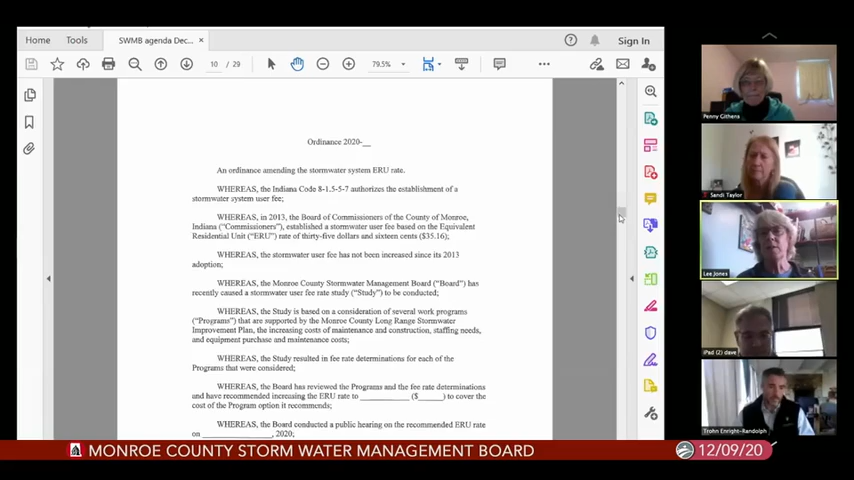 Home
Tools
SWMB agenda Dec... ×
Sign In
10 / 29
79.5%
Ordinance 2020-__
An ordinance amending the stormwater system ERU rate.
WHEREAS, the Indiana Code 8-1.5-5-7 authorizes the establishment of a
stormwater system user fee;
WHEREAS, in 2013, the Board of Commissioners of the County of Monroe,
Indiana ("Commissioners"), established a stormwater user fee based on the Equivalent
Residential Unit ("ERU") rate of thirty-five dollars and sixteen cents ($35.16);
WHEREAS, the stormwater user fee has not been increased since its 2013
adoption;
WHEREAS, the Monroe County Stormwater Management Board ("Board") has
recently caused a stormwater user fee rate study ("Study") to be conducted;
WHEREAS, the Study is based on a consideration of several work programs
("Programs") that are supported by the Monroe County Long Range Stormwater
Improvement Plan, the increasing costs of maintenance and construction, staffing needs,
and equipment purchase and maintenance costs;
WHEREAS, the Study resulted in fee rate determinations for each of the
Programs that were considered;
WHEREAS, the Board has reviewed the Programs and the fee rate determinations
and have recommended increasing the ERU rate to __________ ($_____) to cover the
cost of the Program option it recommends;
WHEREAS, the Board conducted a public hearing on the recommended ERU rate
on ______________, 2020;
Penny Githens
Sandi Taylor
Lee Jones
iPad (2) dave
Trohn Enright-Randolph
MONROE COUNTY STORM WATER MANAGEMENT BOARD
12/09/20